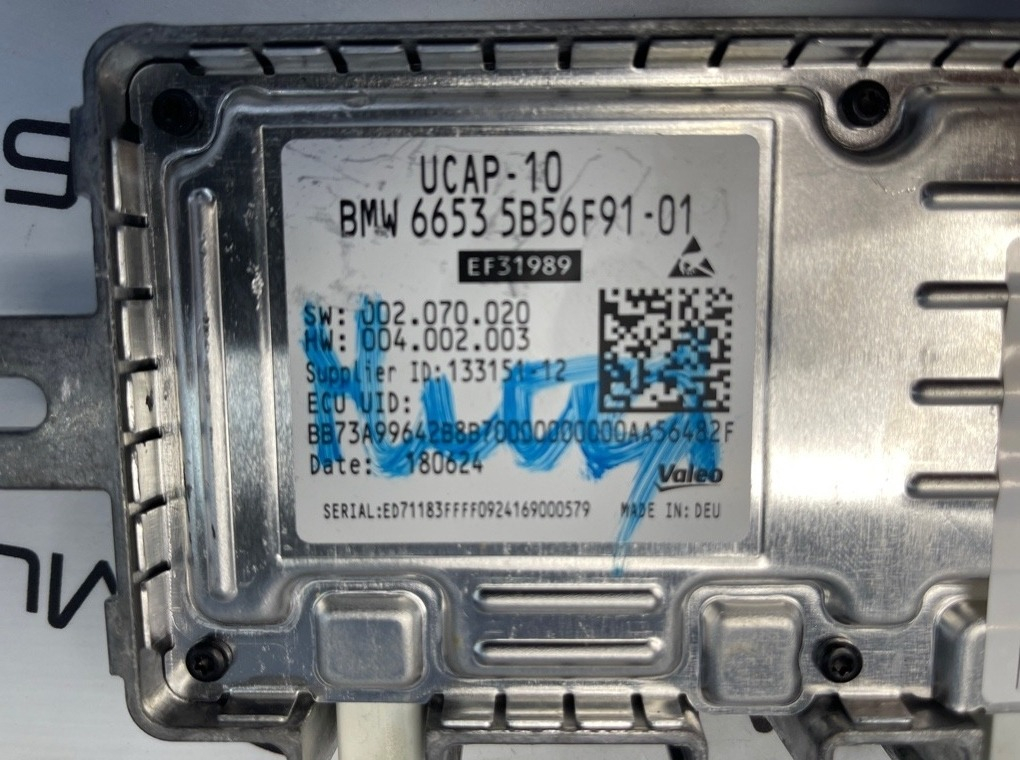 UCAP-10
BMW 6653 5B56F91-01
EF31989
SW: 002.070.020
HW: 004.002.003
Supplier ID:133151-12
ECU UID:
BB73A99642B8B70000000000AA56482F
Date: 180624
Valeo
SERIAL:ED71183FFFF0924169000579 MADE IN: DEU